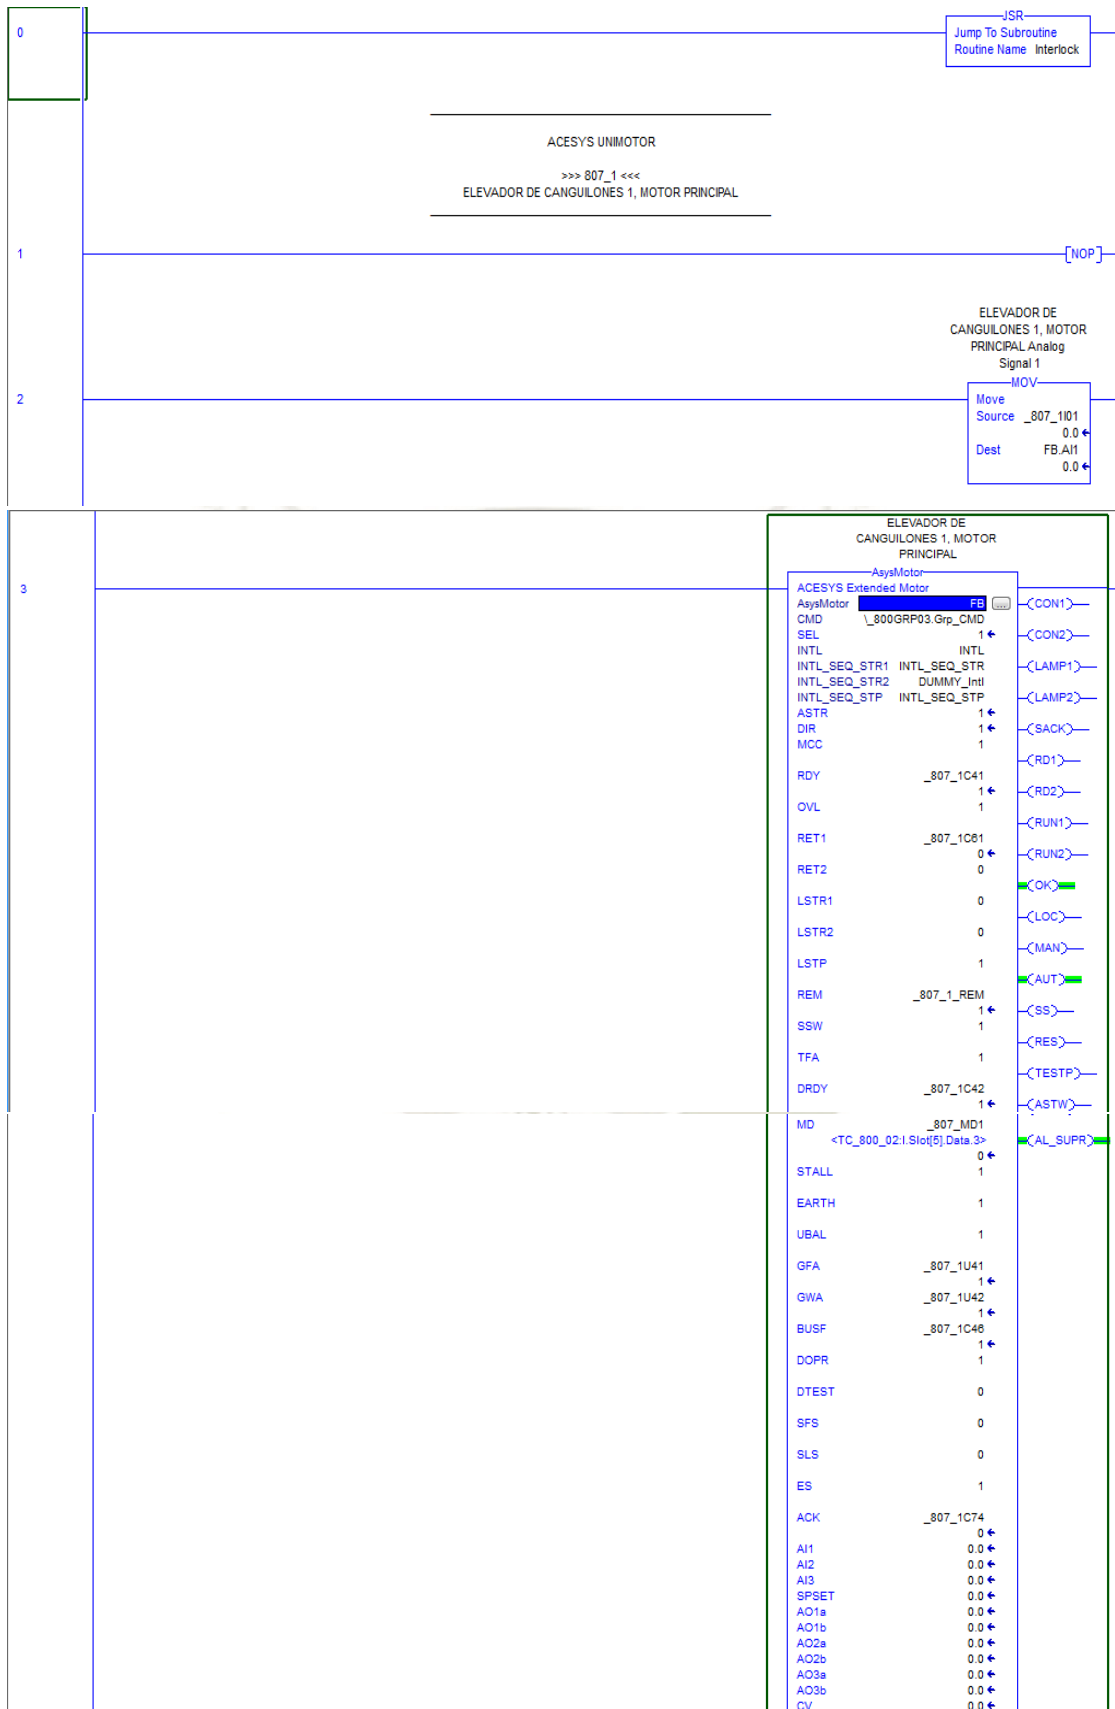 0
JSR
Jump To Subroutine
Routine Name Interlock
ACESYS UNIMOTOR
>>> 807_1 <<<
ELEVADOR DE CANGUILONES 1, MOTOR PRINCIPAL
1
NOP
ELEVADOR DE
CANGUILONES 1, MOTOR
PRINCIPAL Analog
Signal 1
MOV
2
Move
Source _807_1I01
0.0
Dest FB.AI1
0.0
ELEVADOR DE
CANGUILONES 1, MOTOR
PRINCIPAL
AsysMotor
3
ACESYS Extended Motor
AsysMotor FB ... CON1
CMD \_800GRP03.Grp_CMD
SEL 1 CON2
INTL INTL
INTL_SEQ_STR1 INTL_SEQ_STR LAMP1
INTL_SEQ_STR2 DUMMY_Intl
INTL_SEQ_STP INTL_SEQ_STP LAMP2
ASTR 1
DIR 1 SACK
MCC 1
RD1
RDY _807_1C41
1 RD2
OVL 1
RUN1
RET1 _807_1C61
0 RUN2
RET2 0
OK
LSTR1 0
LOC
LSTR2 0
MAN
LSTP 1
AUT
REM _807_1_REM
1 SS
SSW 1
RES
TFA 1
TESTP
DRDY _807_1C42
1 ASTW
MD _807_MD1
<TC_800_02:I.Slot[5].Data.3> AL_SUPR
0
STALL 1
EARTH 1
UBAL 1
GFA _807_1U41
1
GWA _807_1U42
1
BUSF _807_1C46
1
DOPR 1
DTEST 0
SFS 0
SLS 0
ES 1
ACK _807_1C74
0
AI1 0.0
AI2 0.0
AI3 0.0
SPSET 0.0
AO1a 0.0
AO1b 0.0
AO2a 0.0
AO2b 0.0
AO3a 0.0
AO3b 0.0
CV 0.0